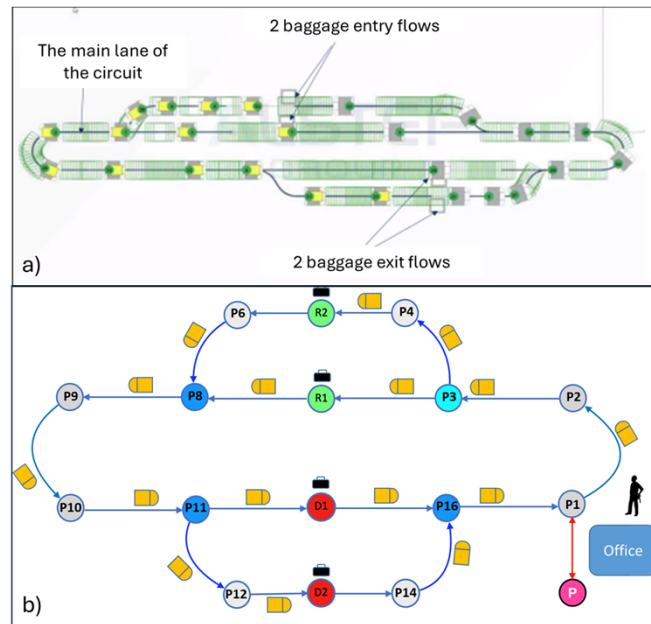 2 baggage entry flows
The main lane of
the circuit
2 baggage exit flows
a)
P6
R2
P4
P9
P8
R1
P3
P2
P10
P11
D1
P16
P1
Office
P12
D2
P14
P
b)